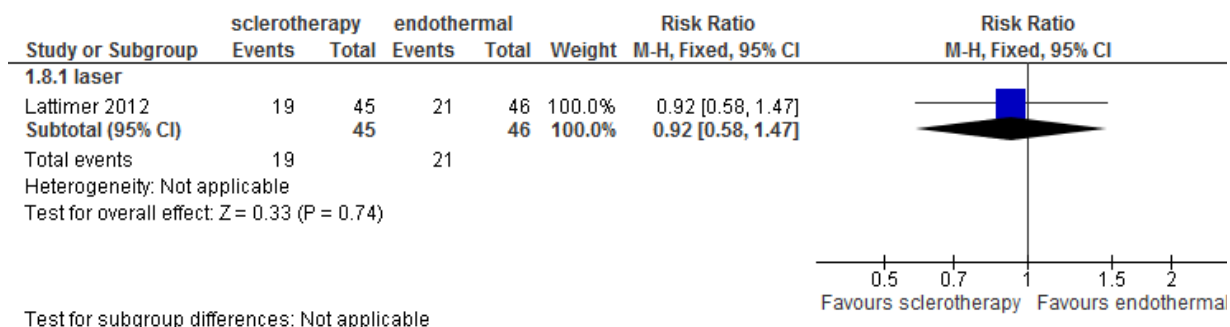 sclerotherapy endothermal Risk Ratio Risk Ratio
Study or Subgroup Events Total Events Total Weight M-H, Fixed, 95% CI M-H, Fixed, 95% CI
1.8.1 laser
Lattimer 2012 19 45 21 46 100.0% 0.92 [0.58, 1.47]
Subtotal (95% CI) 45 46 100.0% 0.92 [0.58, 1.47]
Total events 19 21
Heterogeneity: Not applicable
Test for overall effect: Z = 0.33 (P = 0.74)
0.5 0.7 1 1.5 2
Favours sclerotherapy Favours endothermal
Test for subgroup differences: Not applicable